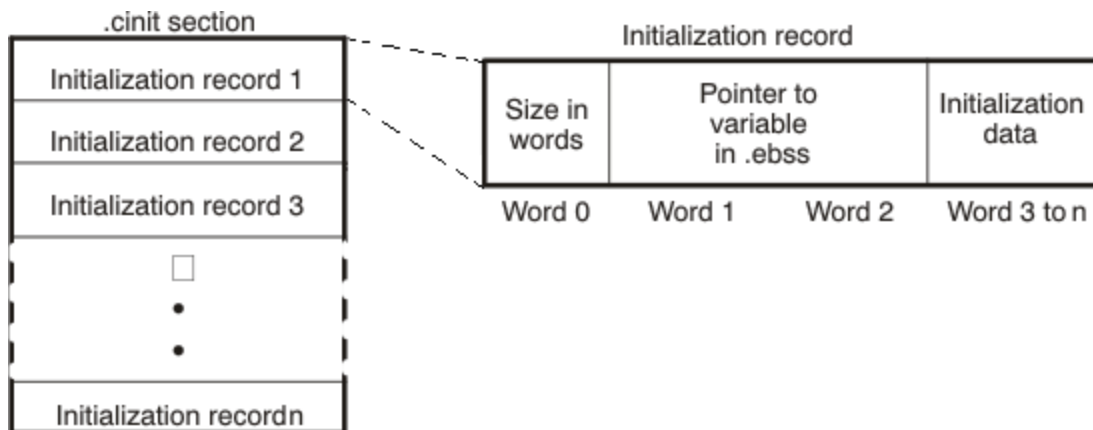 .cinit section
Initialization record 1
Initialization record 2
Initialization record 3
Initialization recordn
Initialization record
Size in
words
Pointer to
variable
in .ebss
Initialization
data
Word 0
Word 1
Word 2
Word 3 to n